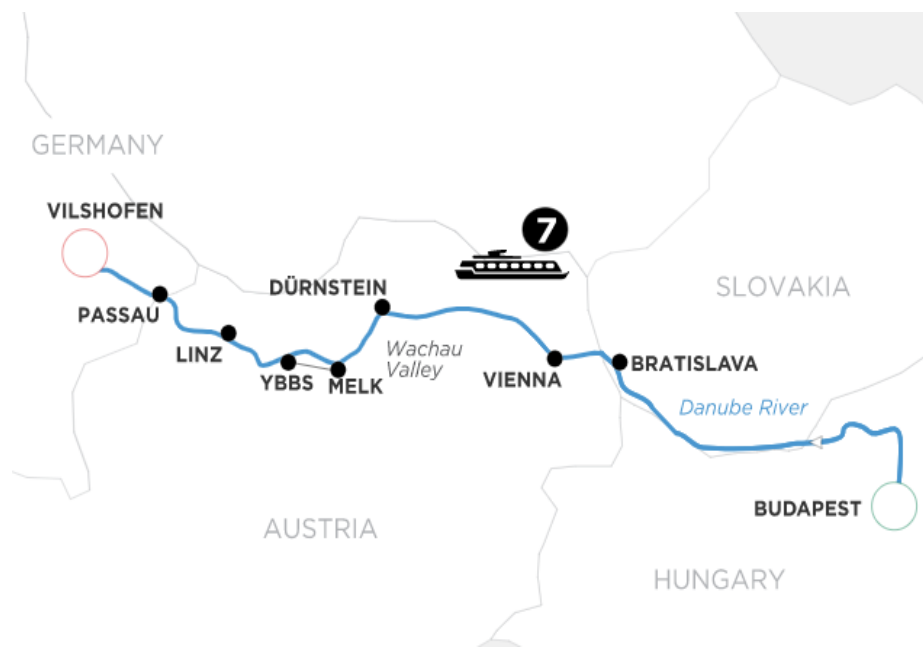 GERMANY
VILSHOFEN
7
DÜRNSTEIN
SLOVAKIA
PASSAU
LINZ
Wachau
Valley
YBBS
MELK
VIENNA
BRATISLAVA
Danube River
BUDAPEST
AUSTRIA
HUNGARY